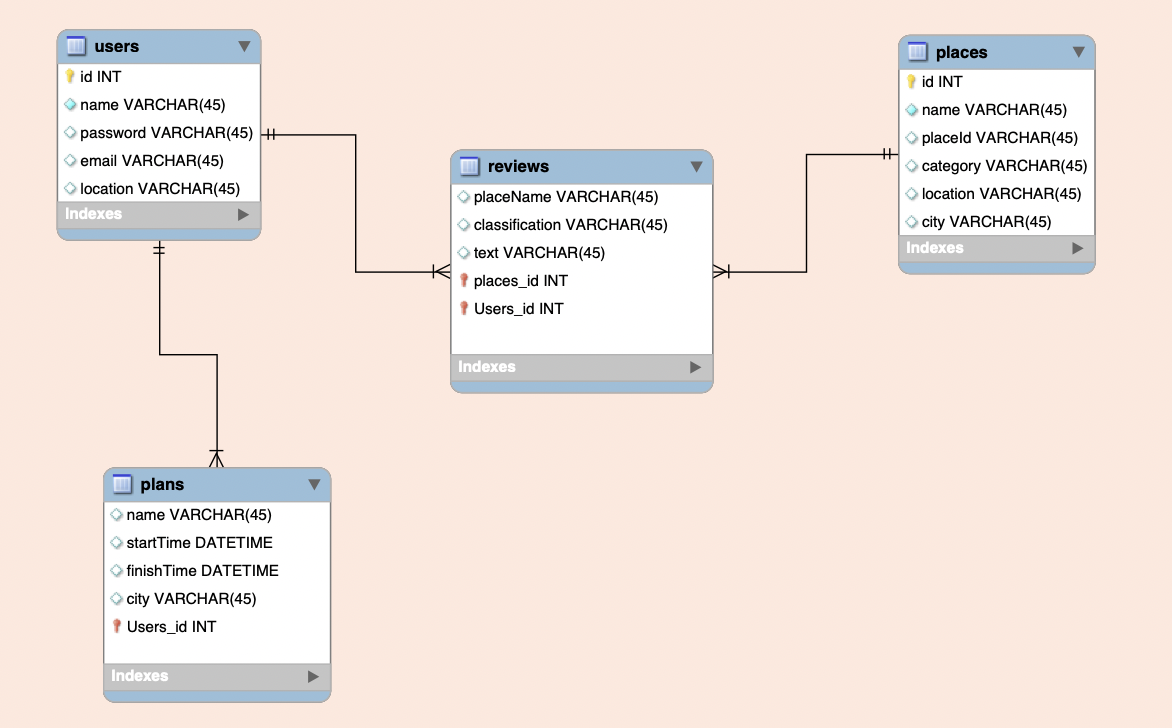 users
id INT
name VARCHAR(45)
password VARCHAR(45)
email VARCHAR(45)
location VARCHAR(45)
Indexes
places
id INT
name VARCHAR(45)
placeId VARCHAR(45)
category VARCHAR(45)
location VARCHAR(45)
city VARCHAR(45)
Indexes
reviews
placeName VARCHAR(45)
classification VARCHAR(45)
text VARCHAR(45)
places_id INT
Users_id INT
Indexes
plans
name VARCHAR(45)
startTime DATETIME
finishTime DATETIME
city VARCHAR(45)
Users_id INT
Indexes